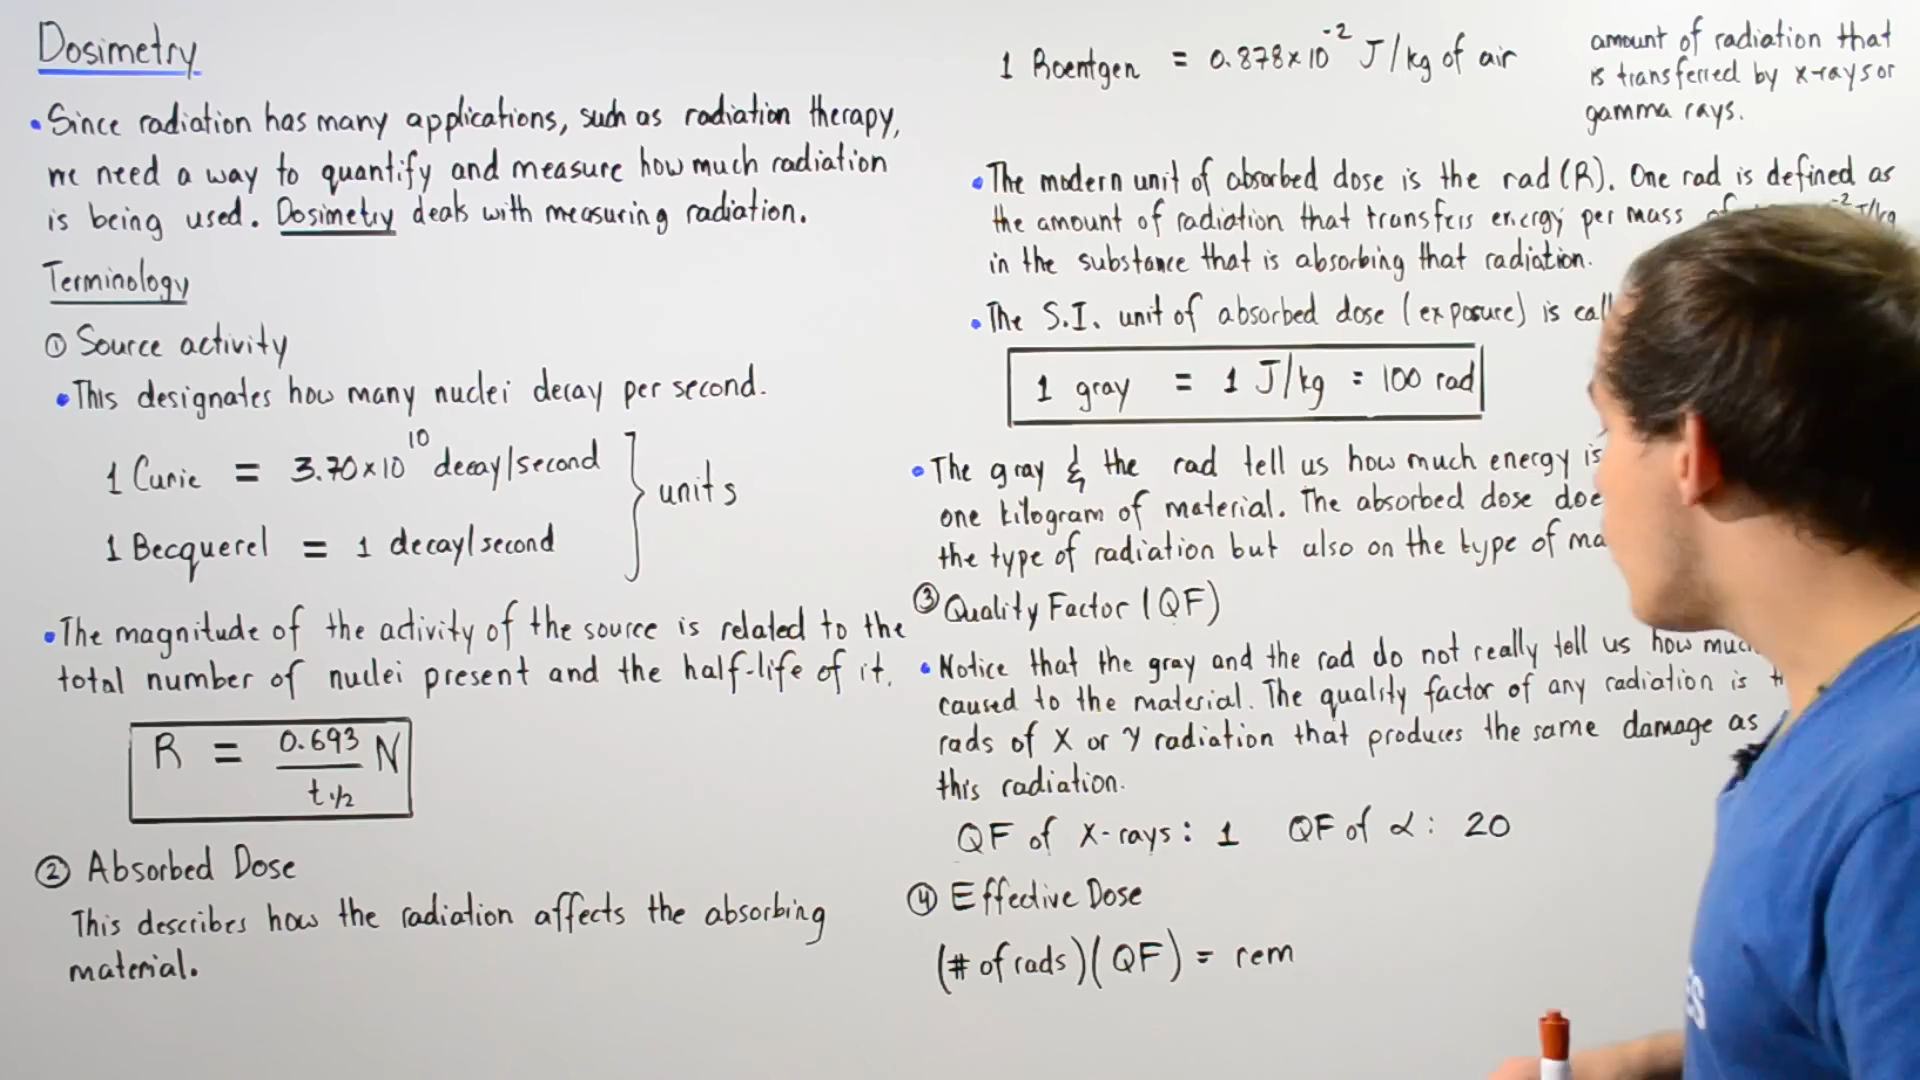 Dosimetry
• Since radiation has many applications, such as radiation therapy,
we need a way to quantify and measure how much radiation
is being used. Dosimetry deals with measuring radiation.
Terminology
① Source activity
• This designates how many nuclei decay per second.
1 Curie = 3.70×10^10 decay/second
1 Becquerel = 1 decay/second
} units
• The magnitude of the activity of the source is related to the
total number of nuclei present and the half-life of it.
R = 0.693/t1/2 N
② Absorbed Dose
This describes how the radiation affects the absorbing
material.
1 Roentgen = 0.878×10^-2 J/kg of air
amount of radiation that
is transferred by x-rays or
gamma rays.
• The modern unit of absorbed dose is the rad (R). One rad is defined as
the amount of radiation that transfers energy per mass of -2 J/kg
in the substance that is absorbing that radiation.
• The S.I. unit of absorbed dose (exposure) is
1 gray = 1 J/kg = 100 rad
• The gray & the rad tell us how much energy is
one kilogram of material. The absorbed dose
the type of radiation but also on the type of
③ Quality Factor (QF)
• Notice that the gray and the rad do not really tell us how
caused to the material. The quality factor of any radiation is
rads of X or γ radiation that produces the same damage as
this radiation.
QF of X-rays: 1 QF of α: 20
④ Effective Dose
(# of rads)(QF) = rem